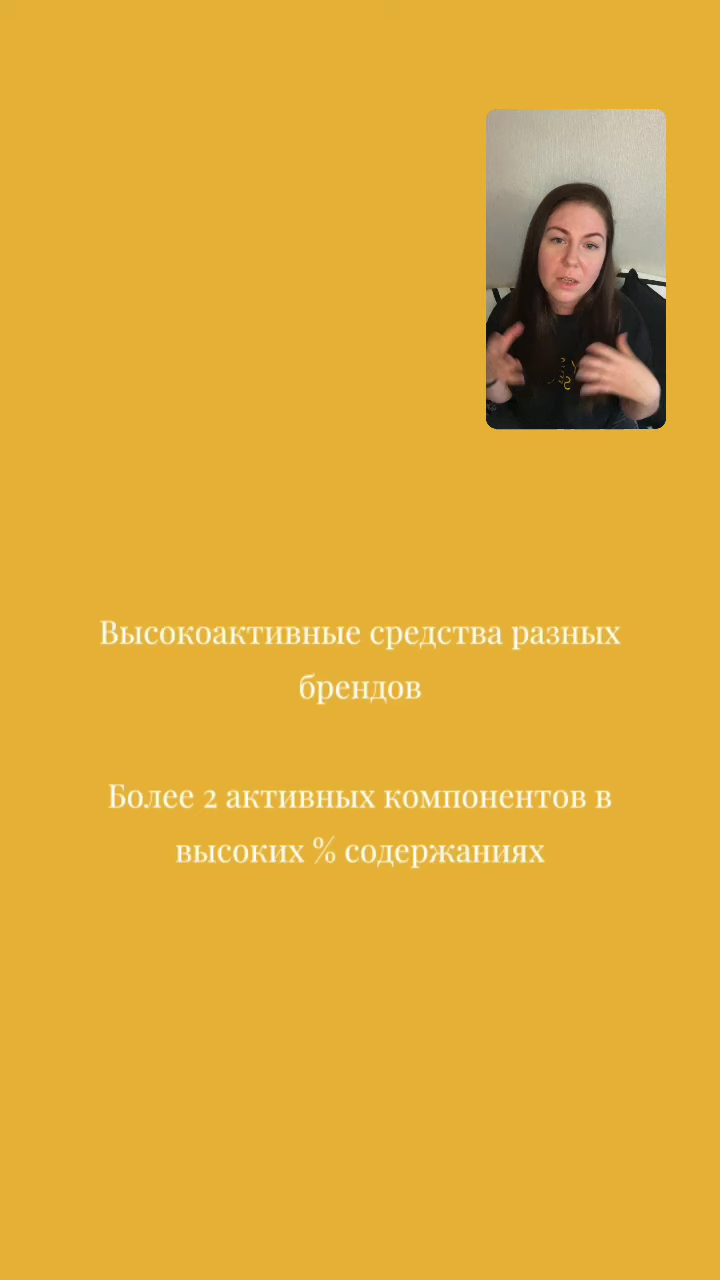 Высокоактивные средства разных
брендов
Более 2 активных компонентов в
высоких % содержаниях